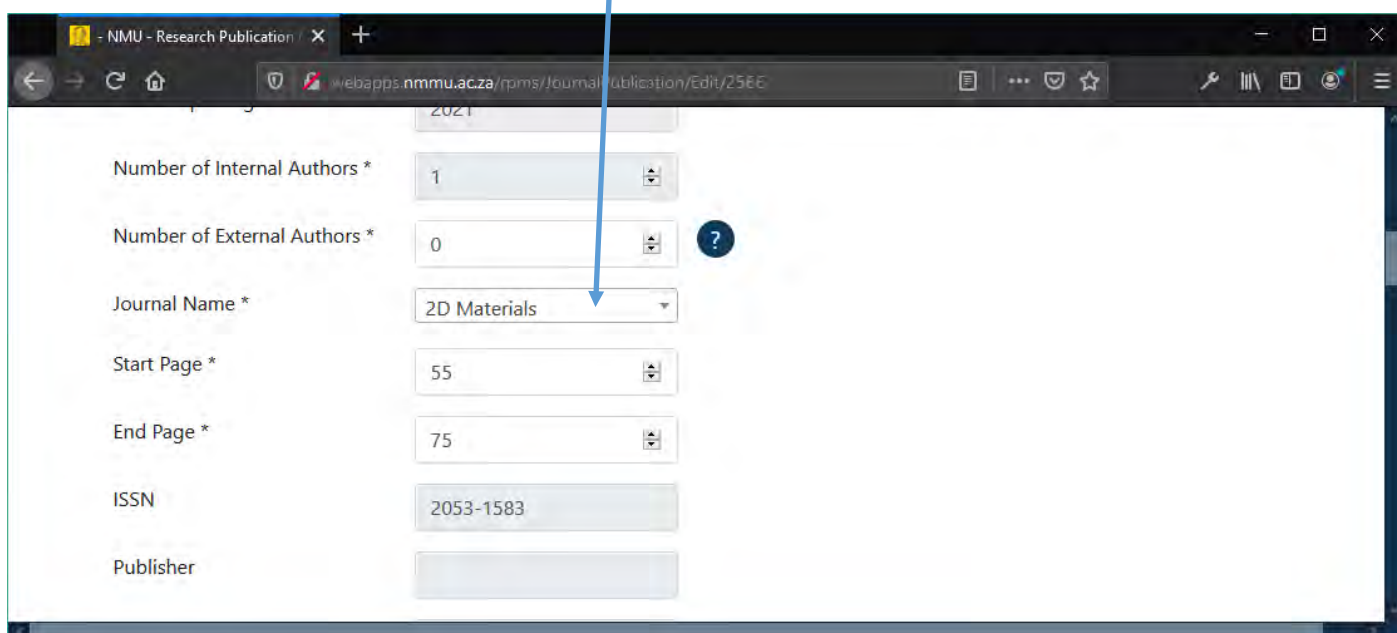 - NMU - Research Publication
webapps.nmmu.ac.za/rpms/JournalPublication/Edit/2566
2021
Number of Internal Authors *
1
Number of External Authors *
0
?
Journal Name *
2D Materials
Start Page *
55
End Page *
75
ISSN
2053-1583
Publisher